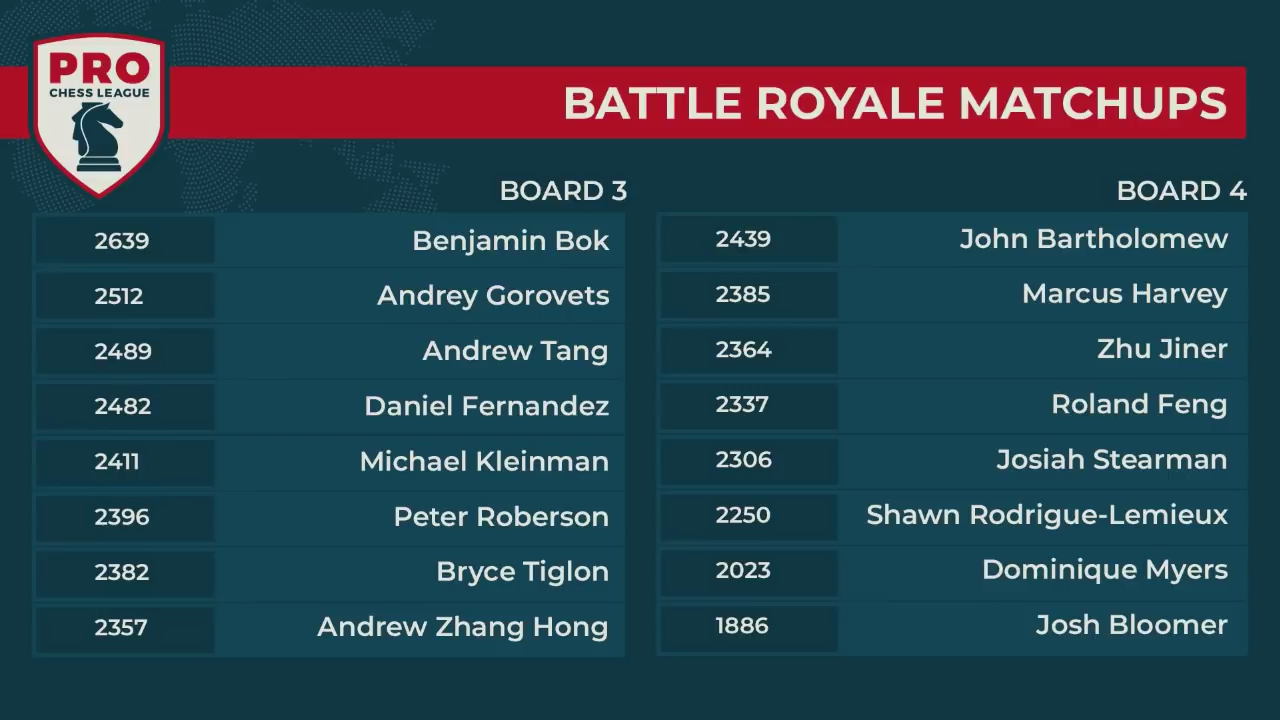 PRO
CHESS LEAGUE
BATTLE ROYALE MATCHUPS
BOARD 3
2639 Benjamin Bok
2512 Andrey Gorovets
2489 Andrew Tang
2482 Daniel Fernandez
2411 Michael Kleinman
2396 Peter Roberson
2382 Bryce Tiglon
2357 Andrew Zhang Hong
BOARD 4
2439 John Bartholomew
2385 Marcus Harvey
2364 Zhu Jiner
2337 Roland Feng
2306 Josiah Stearman
2250 Shawn Rodrigue-Lemieux
2023 Dominique Myers
1886 Josh Bloomer